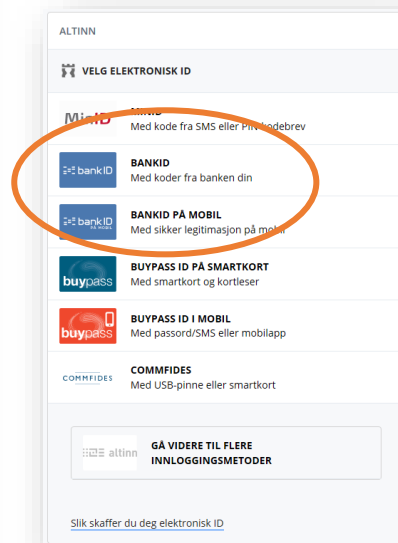 ALTINN
VELG ELEKTRONISK ID
MinID
MINID
Med kode fra SMS eller PIN-kodebrev
bankID
BANKID
Med koder fra banken din
bankID
PÅ MOBIL
BANKID PÅ MOBIL
Med sikker legitimasjon på mobil
buypass
BUYPASS ID PÅ SMARTKORT
Med smartkort og kortleser
buypass
BUYPASS ID I MOBIL
Med passord/SMS eller mobilapp
COMMFIDES
COMMFIDES
Med USB-pinne eller smartkort
altinn
GÅ VIDERE TIL FLERE
INNLOGGINGSMETODER
Slik skaffer du deg elektronisk ID